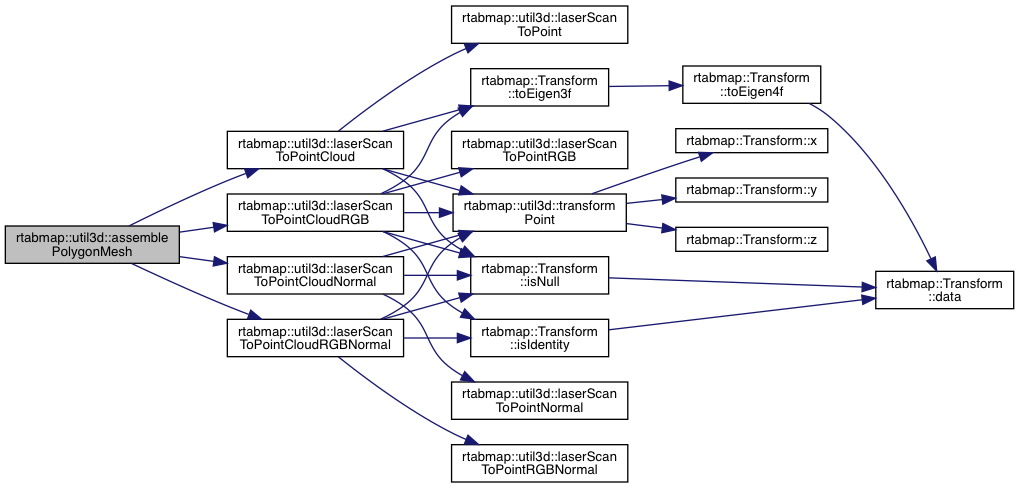 rtabmap::util3d::assemble
PolygonMesh
rtabmap::util3d::laserScan
ToPointCloud
rtabmap::util3d::laserScan
ToPointCloudRGB
rtabmap::util3d::laserScan
ToPointCloudNormal
rtabmap::util3d::laserScan
ToPointCloudRGBNormal
rtabmap::util3d::laserScan
ToPoint
rtabmap::Transform
::toEigen3f
rtabmap::util3d::laserScan
ToPointRGB
rtabmap::util3d::transform
Point
rtabmap::Transform
::isNull
rtabmap::Transform
::isIdentity
rtabmap::util3d::laserScan
ToPointNormal
rtabmap::util3d::laserScan
ToPointRGBNormal
rtabmap::Transform
::toEigen4f
rtabmap::Transform::x
rtabmap::Transform::y
rtabmap::Transform::z
rtabmap::Transform
::data